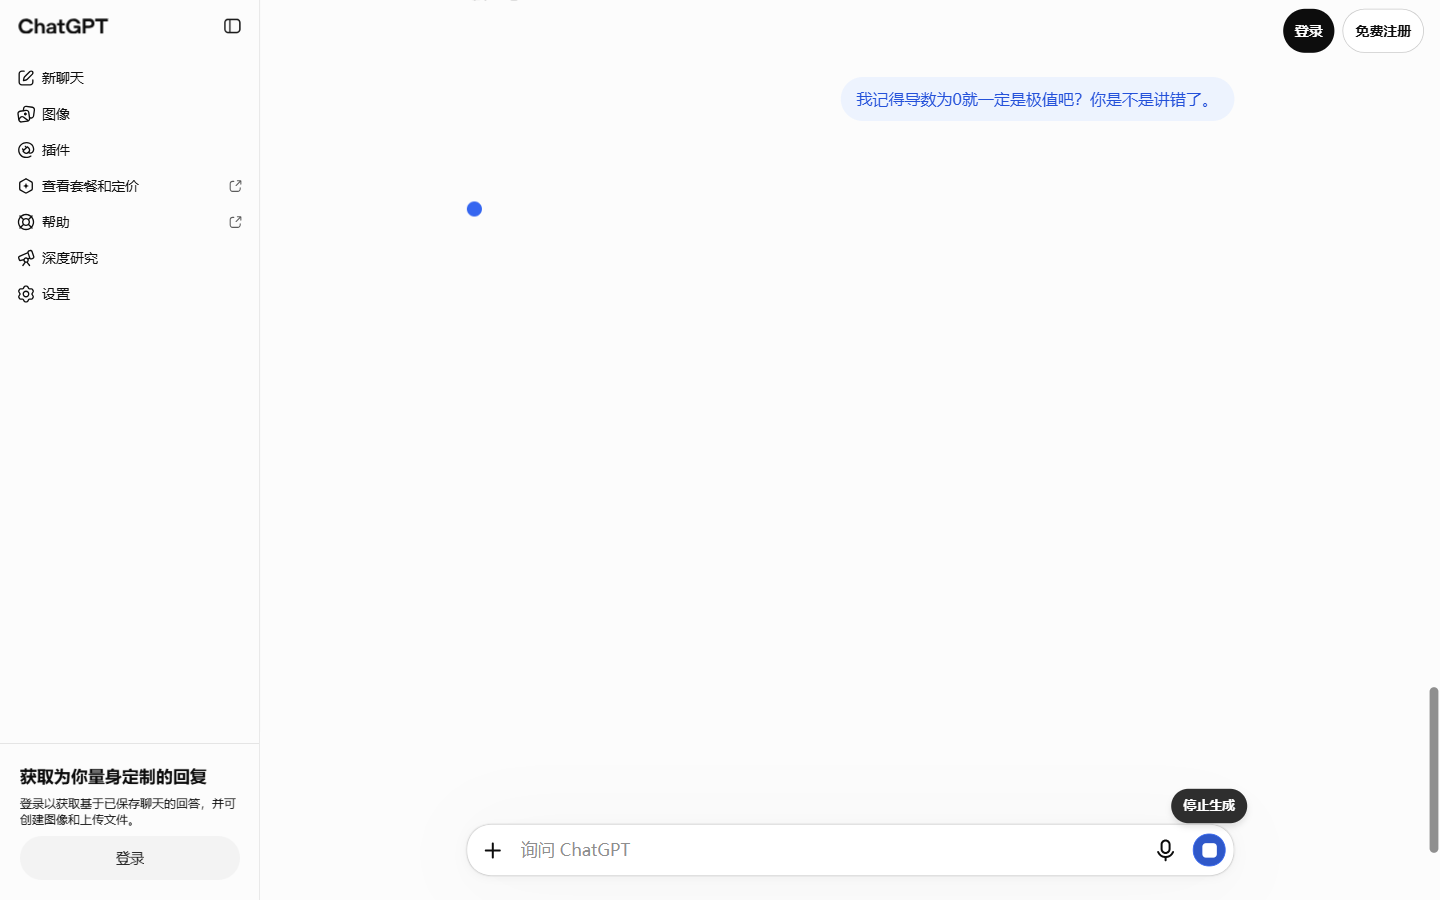 ChatGPT
新聊天
图像
插件
查看套餐和定价
帮助
深度研究
设置
登录
免费注册
我记得导数为0就一定是极值吧？你是不是讲错了。
停止生成
询问 ChatGPT
获取为你量身定制的回复
登录以获取基于已保存聊天的回答，并可
创建图像和上传文件。
登录